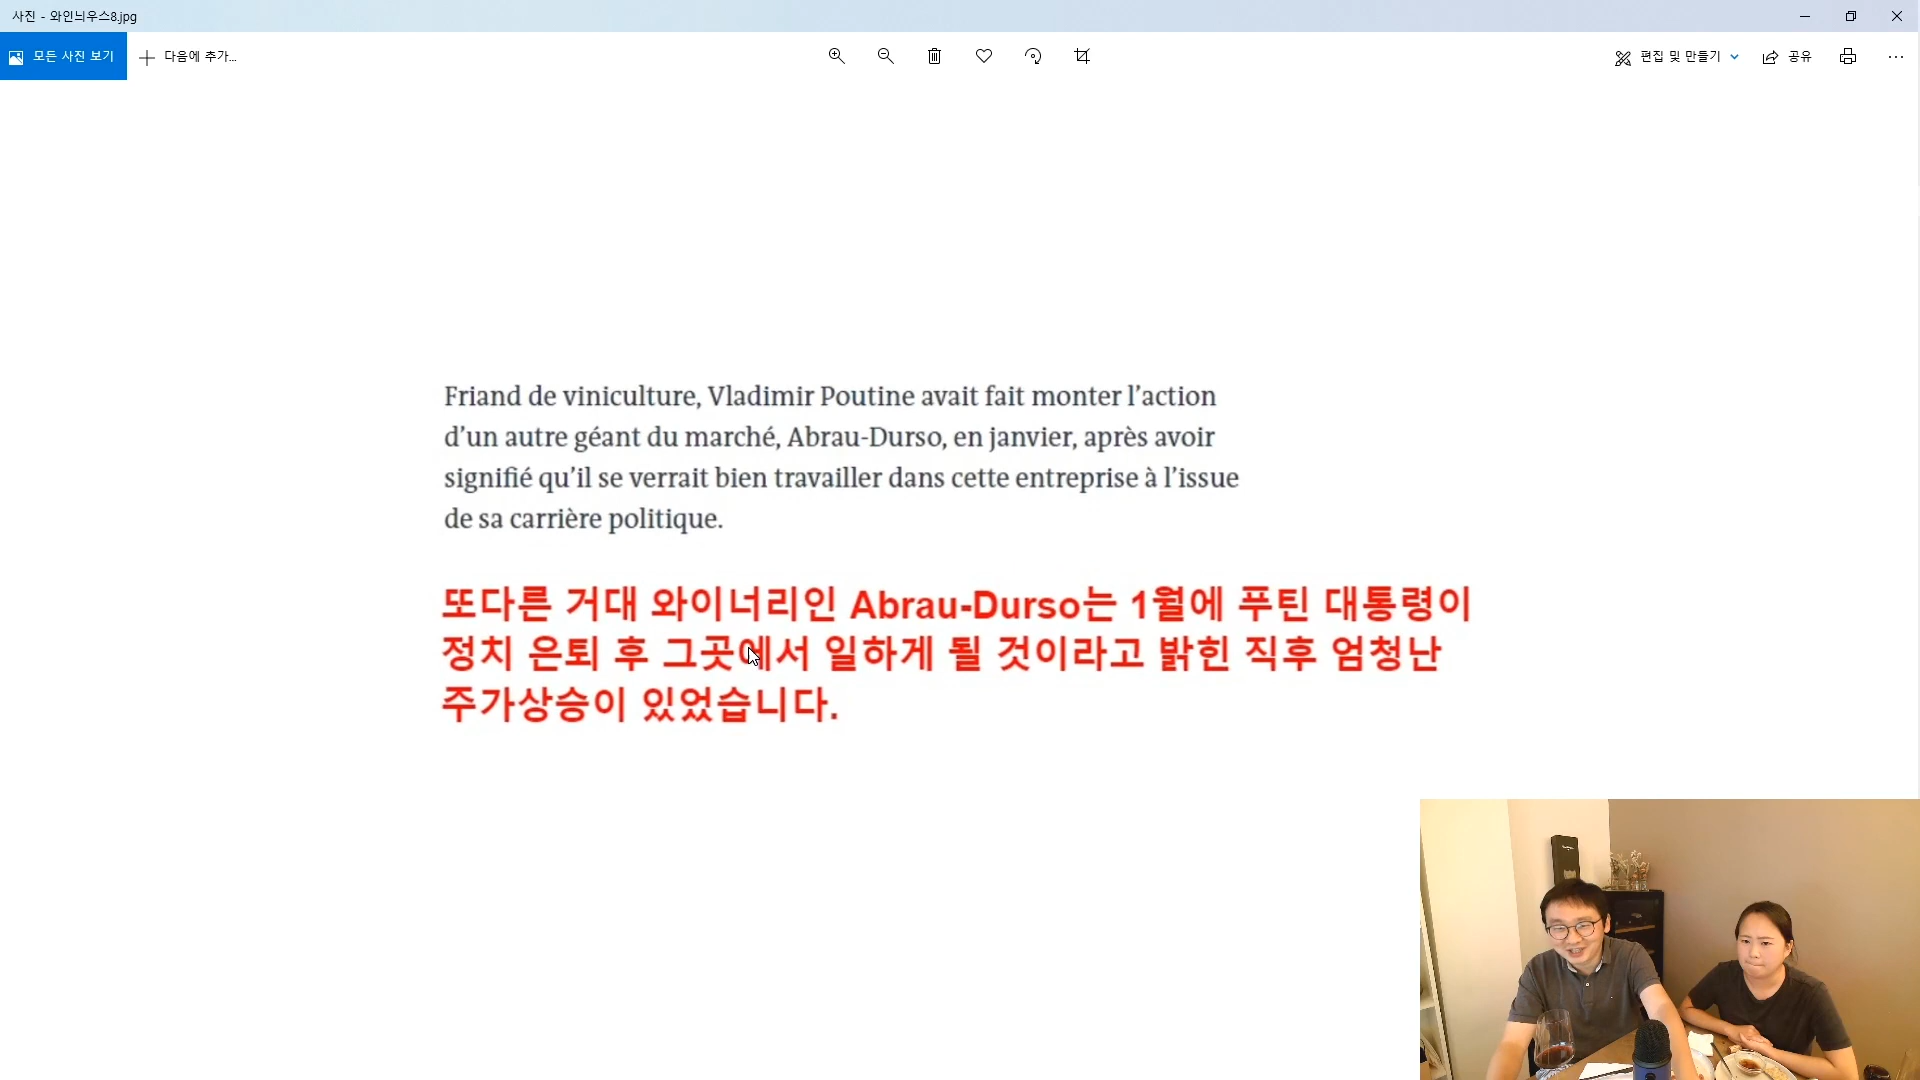 사진 - 와인늬우스8.jpg
모든 사진 보기
다음에 추가...
편집 및 만들기
공유
Friand de viniculture, Vladimir Poutine avait fait monter l’action
d’un autre géant du marché, Abrau-Durso, en janvier, après avoir
signifié qu’il se verrait bien travailler dans cette entreprise à l’issue
de sa carrière politique.
또다른 거대 와이너리인 Abrau-Durso는 1월에 푸틴 대통령이
정치 은퇴 후 그곳에서 일하게 될 것이라고 밝힌 직후 엄청난
주가상승이 있었습니다.